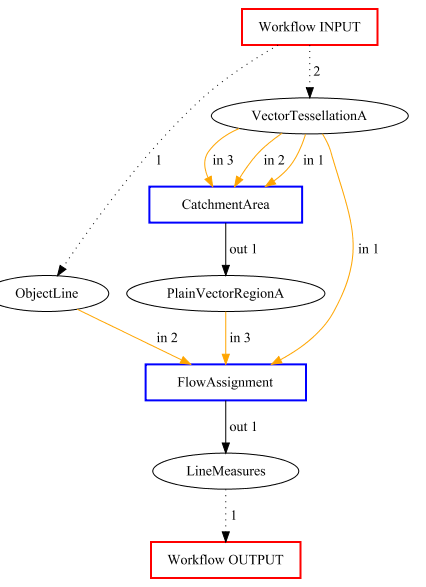 Workflow INPUT
2
VectorTessellationA
1
in 3
in 2
in 1
CatchmentArea
out 1
in 1
ObjectLine
PlainVectorRegionA
in 2
in 3
FlowAssignment
out 1
LineMeasures
1
Workflow OUTPUT